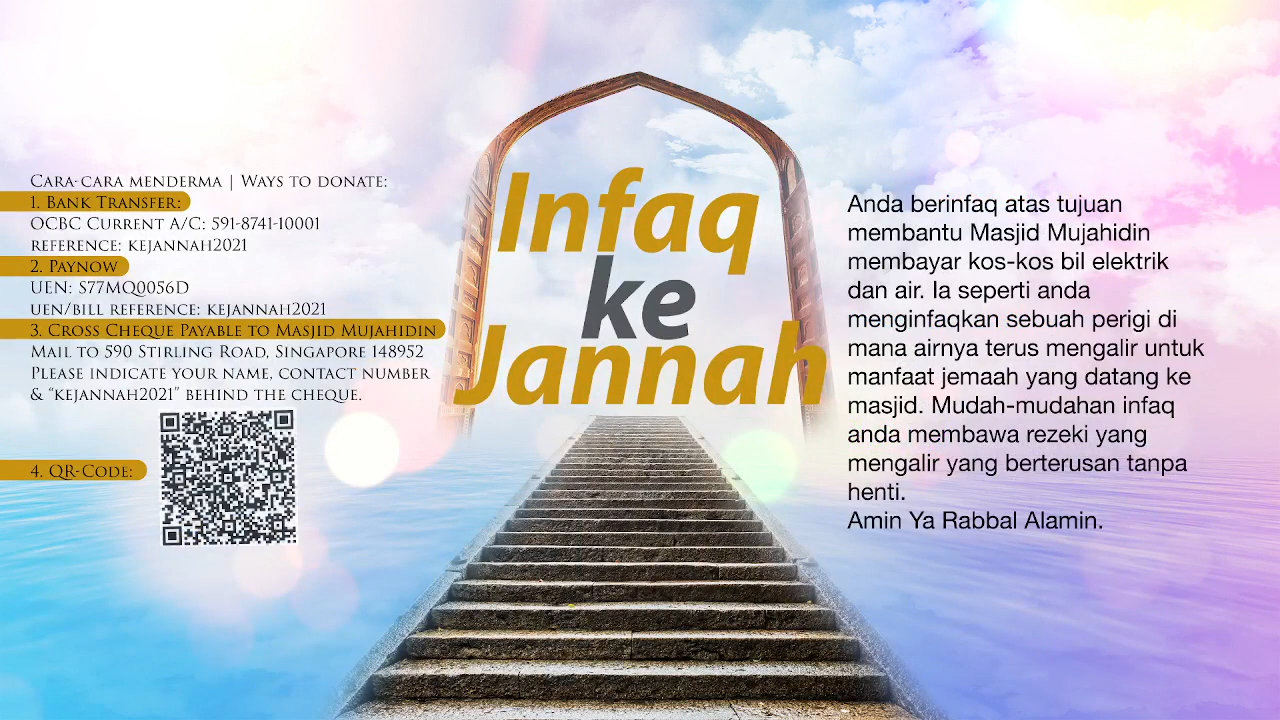 Cara-cara menderma | Ways to donate:
1. Bank Transfer:
OCBC Current A/C: 591-8741-10001
reference: kejannah2021
2. Paynow
UEN: S77MQ0056D
uen/bill reference: kejannah2021
3. Cross Cheque Payable to Masjid Mujahidin
Mail to 590 Stirling Road, Singapore 148952
Please indicate your name, contact number
& “kejannah2021” behind the cheque.
4. QR-Code:
Infaq
ke
Jannah
Anda berinfaq atas tujuan
membantu Masjid Mujahidin
membayar kos-kos bil elektrik
dan air. Ia seperti anda
menginfaqkan sebuah perigi di
mana airnya terus mengalir untuk
manfaat jemaah yang datang ke
masjid. Mudah-mudahan infaq
anda membawa rezeki yang
mengalir yang berterusan tanpa
henti.
Amin Ya Rabbal Alamin.